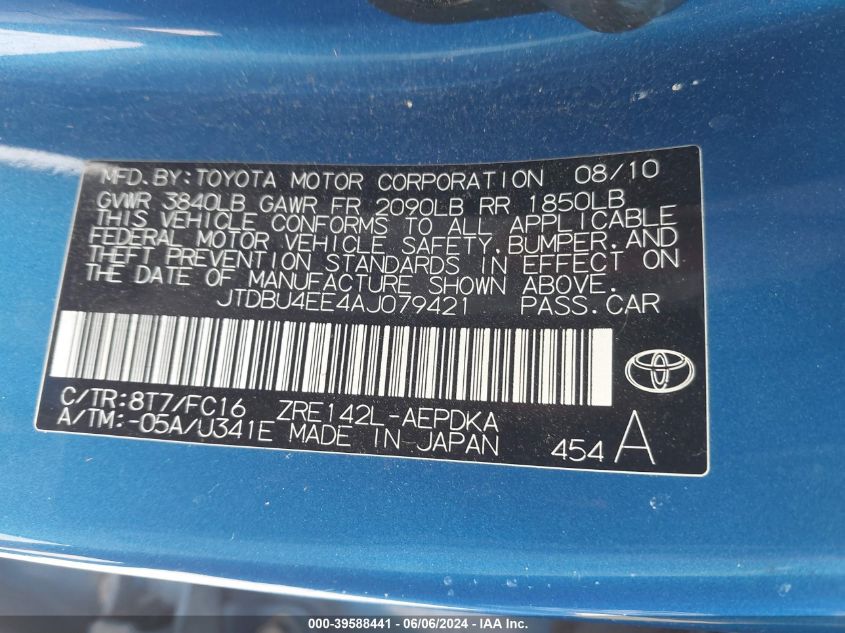 MFD.BY:TOYOTA MOTOR CORPORATION 08/10
GVWR 3840LB GAWR FR 2090LB RR 1850LB
THIS VEHICLE CONFORMS TO ALL APPLICABLE
FEDERAL MOTOR VEHICLE SAFETY,BUMPER,AND
THEFT PREVENTION STANDARDS IN EFFECT ON
THE DATE OF MANUFACTURE SHOWN ABOVE.
JTDBU4EE4AJ079421 PASS.CAR
C/TR:8T7/FC16 ZRE142L-AEPDKA
A/TM:-05A/U341E MADE IN JAPAN 454 A
000-39588441 - 06/06/2024 - IAA, Inc.